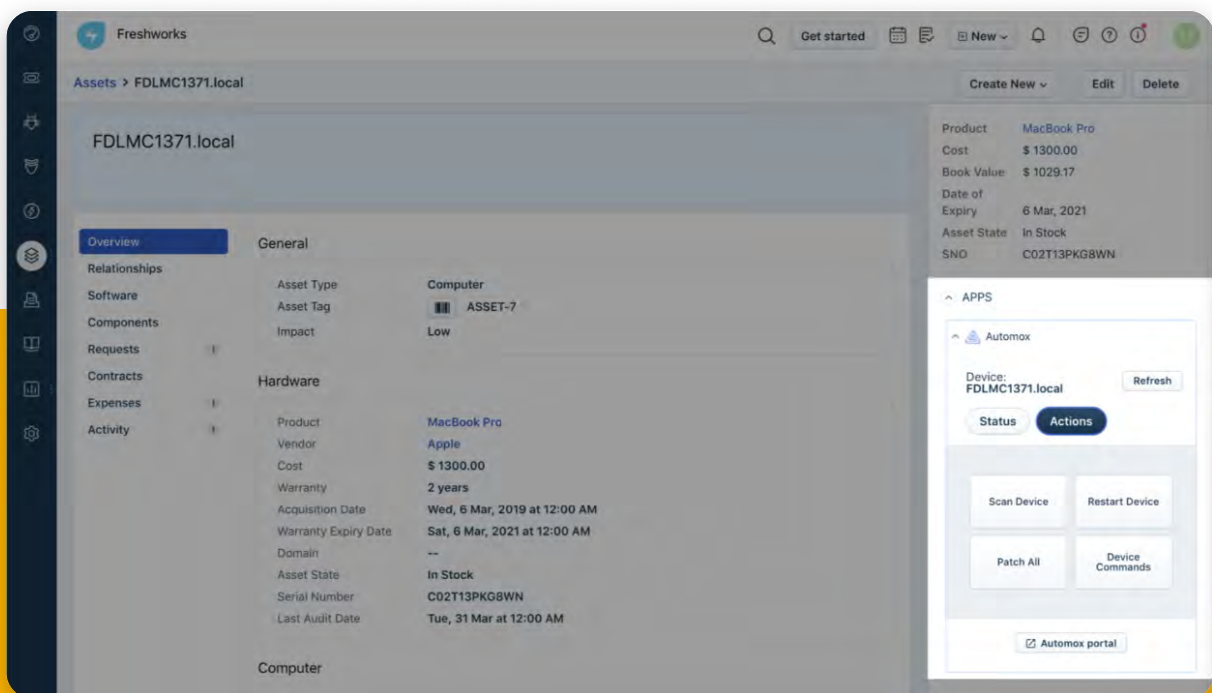 Freshworks
Get started
New
Assets > FDLMC1371.local
Create New
Edit
Delete
FDLMC1371.local
Product MacBook Pro
Cost $ 1300.00
Book Value $ 1029.17
Date of
Expiry 6 Mar, 2021
Asset State In Stock
SNO C02T13PKG8WN
Overview
Relationships
Software
Components
Requests
Contracts
Expenses
Activity
General
Asset Type Computer
Asset Tag ASSET-7
Impact Low
Hardware
Product MacBook Pro
Vendor Apple
Cost $ 1300.00
Warranty 2 years
Acquisition Date Wed, 6 Mar, 2019 at 12:00 AM
Warranty Expiry Date Sat, 6 Mar, 2021 at 12:00 AM
Domain --
Asset State In Stock
Serial Number C02T13PKG8WN
Last Audit Date Tue, 31 Mar at 12:00 AM
Computer
APPS
Automox
Device:
FDLMC1371.local
Refresh
Status
Actions
Scan Device
Restart Device
Patch All
Device
Commands
Automox portal